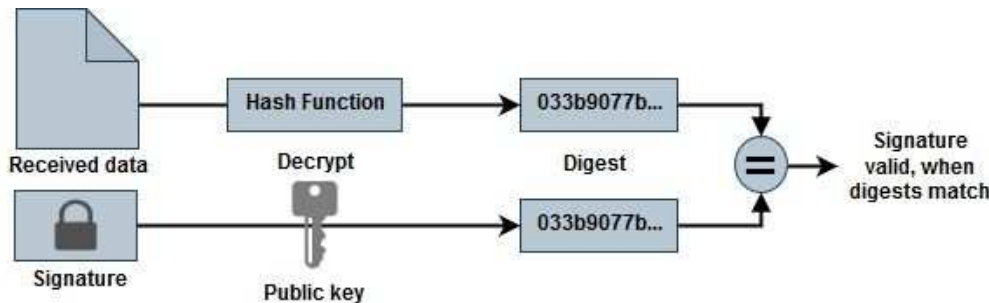 Hash Function
033b9077b...
Received data
Decrypt
Digest
Signature
valid, when
digests match
033b9077b...
Signature
Public key